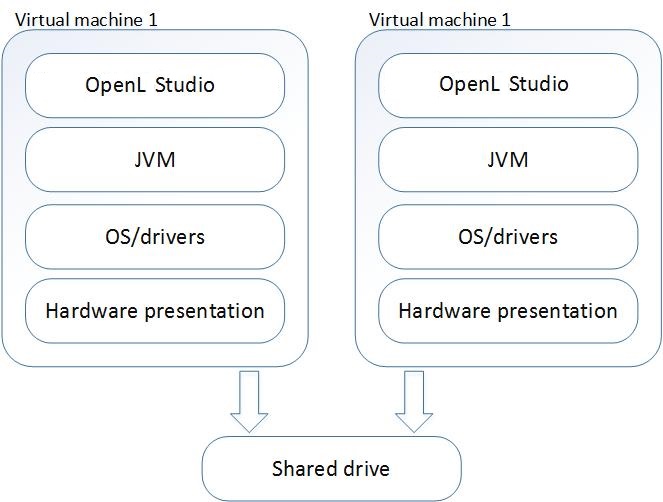 Virtual machine 1
OpenL Studio
JVM
OS/drivers
Hardware presentation
Virtual machine 1
OpenL Studio
JVM
OS/drivers
Hardware presentation
Shared drive